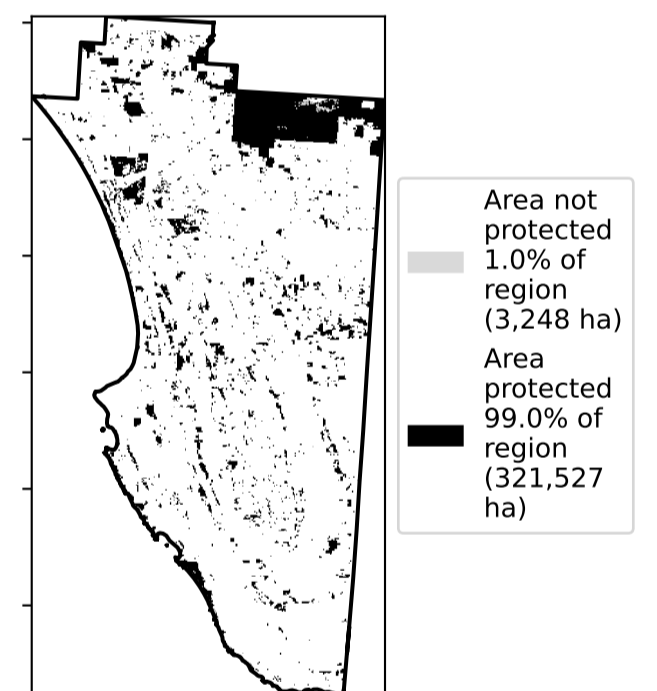 Area not
protected
1.0% of
region
(3,248 ha)
Area
protected
99.0% of
region
(321,527
ha)